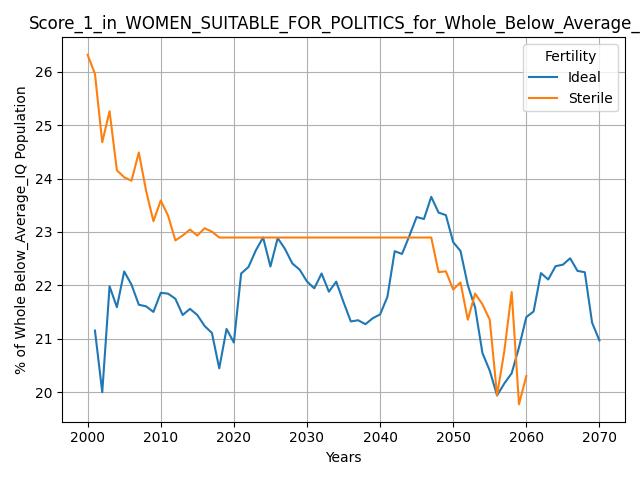 Score_1_in_WOMEN_SUITABLE_FOR_POLITICS_for_Whole_Below_Average_
Fertility
Ideal
Sterile
% of Whole Below_Average_IQ Population
26
25
24
23
22
21
20
2000 2010 2020 2030 2040 2050 2060 2070
Years